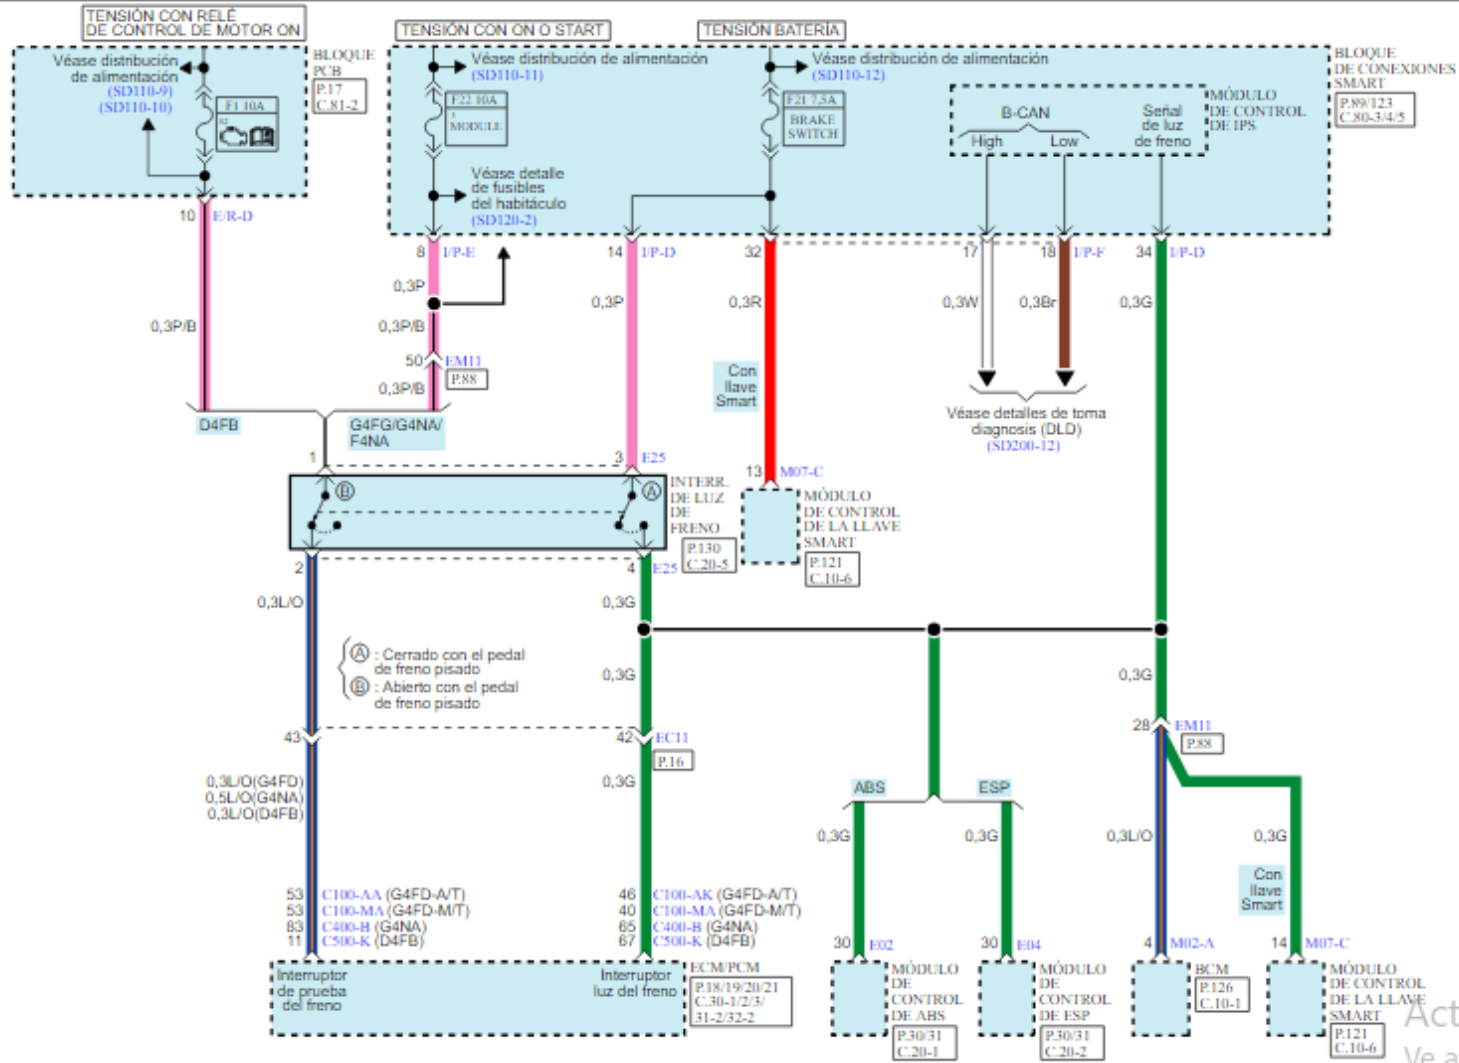 TENSIÓN CON RELÉ
DE CONTROL DE MOTOR ON
TENSIÓN CON ON O START
TENSIÓN BATERÍA
Véase distribución
de alimentación
(SD110-9)
(SD110-10)
F1 10A
BLOQUE
PCB
P.17
C.81-2
Véase distribución de alimentación
(SD110-11)
F22 10A
MODULE
Véase detalle
de fusibles
del habitáculo
(SD120-2)
Véase distribución de alimentación
(SD110-12)
F21 7,5A
BRAKE
SWITCH
B-CAN
High
Low
Señal
de luz
de freno
MÓDULO
DE CONTROL
DE IPS
BLOQUE
DE CONEXIONES
SMART
P.89/123
C.80-3/4/5
10 E/R-D
8 I/P-E
14 I/P-D
32
17
18 I/P-F
34 I/P-D
0,3P
0,3P
0,3R
0,3W
0,3Br
0,3G
0,3P/B
0,3P/B
50 EM11
P.88
0,3P/B
Con
llave
Smart
Véase detalles de toma
diagnosis (DLD)
(SD200-12)
D4FB
G4FG/G4NA/
F4NA
1
3 E25
13 M07-C
B
A
INTERR.
DE LUZ
DE
FRENO
P.130
C.20-5
MÓDULO
DE CONTROL
DE LA LLAVE
SMART
P.121
C.10-6
2
4 E25
0,3L/O
0,3G
A : Cerrado con el pedal
de freno pisado
B : Abierto con el pedal
de freno pisado
0,3G
0,3G
43
42 EC11
P.16
28 EM11
P.88
0,3L/O(G4FD)
0,5L/O(G4NA)
0,3L/O(D4FB)
0,3G
ABS
ESP
0,3G
0,3G
0,3L/O
0,3G
Con
llave
Smart
53 C100-AA (G4FD-A/T)
53 C100-MA (G4FD-M/T)
83 C400-B (G4NA)
11 C500-K (D4FB)
46 C100-AK (G4FD-A/T)
40 C100-MA (G4FD-M/T)
65 C400-B (G4NA)
67 C500-K (D4FB)
30 E02
30 E04
4 M02-A
14 M07-C
Interruptor
de prueba
del freno
Interruptor
luz del freno
ECM/PCM
P.18/19/20/21
C.30-1/2/3/
31-2/32-2
MÓDULO
DE
CONTROL
DE ABS
P.30/31
C.20-1
MÓDULO
DE
CONTROL
DE ESP
P.30/31
C.20-2
BCM
P.126
C.10-1
MÓDULO
DE CONTROL
DE LA LLAVE
SMART
P.121
C.10-6
Act
Ve a